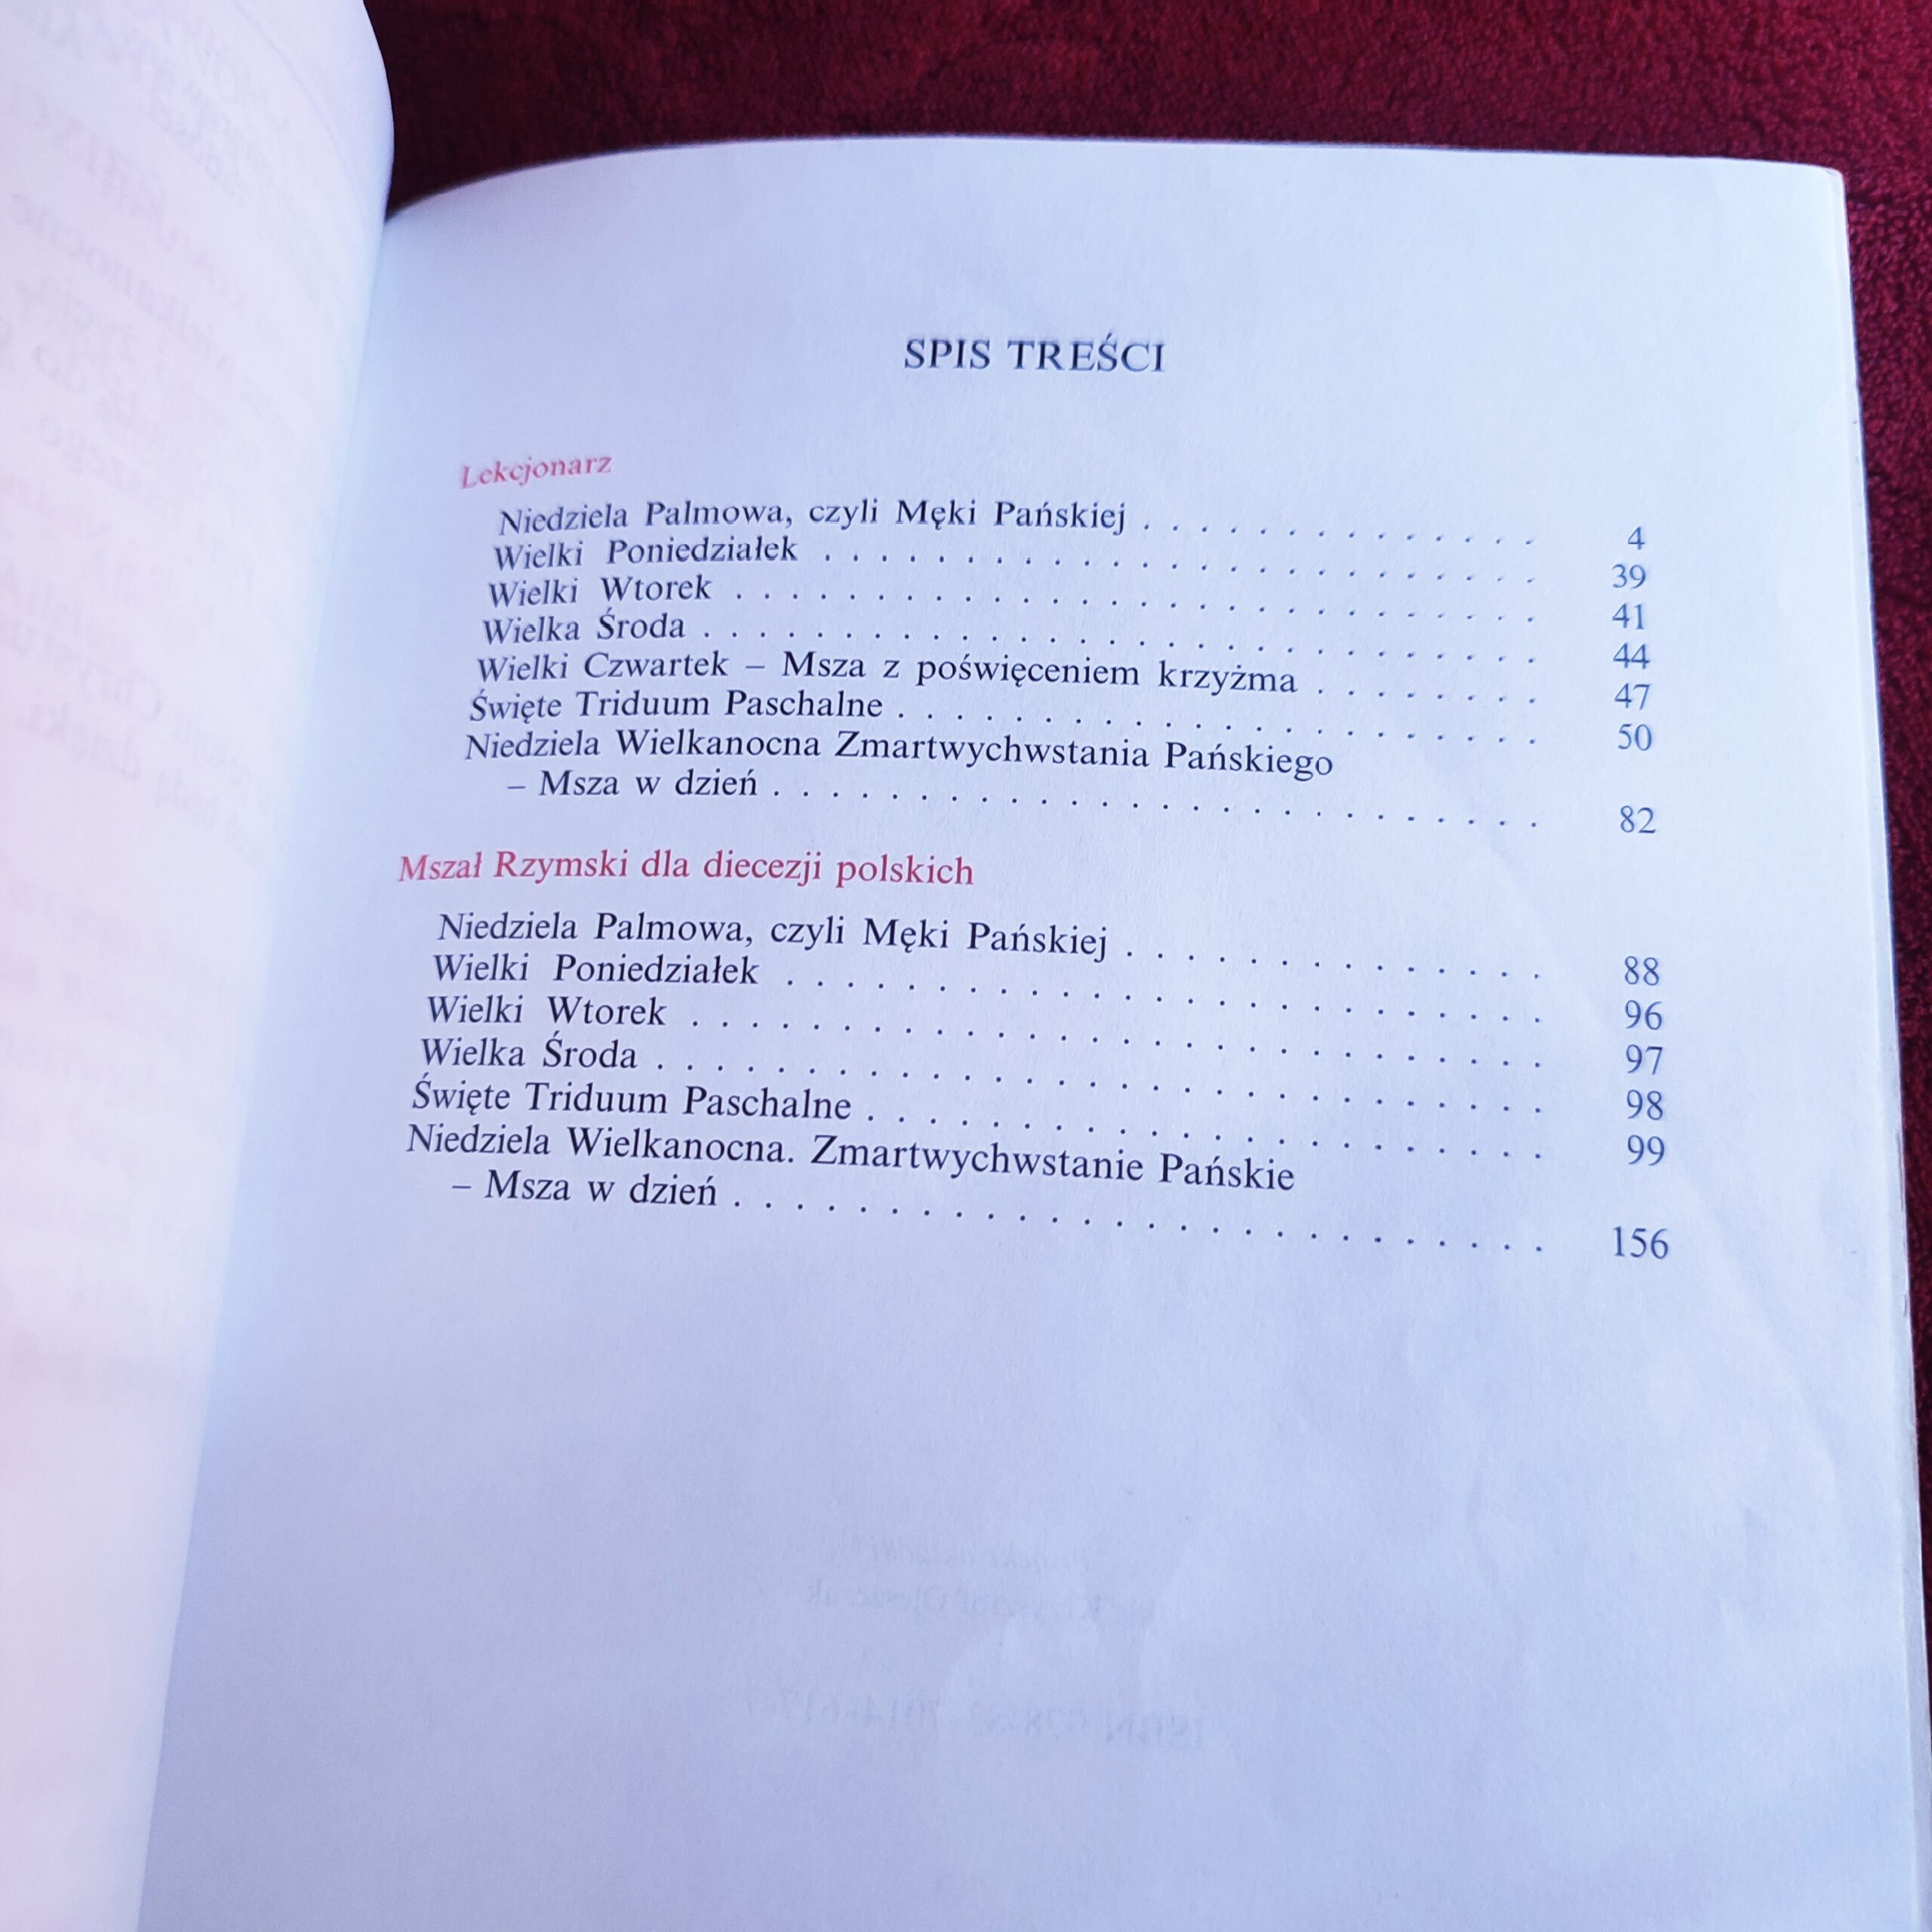 SPIS TREŚCI
Lekcjonarz
Niedziela Palmowa, czyli Męki Pańskiej . . . . . . . . . . . . . . 4
Wielki Poniedziałek . . . . . . . . . . . . . . . . . . . . . . . . . 39
Wielki Wtorek . . . . . . . . . . . . . . . . . . . . . . . . . . . . 41
Wielka Środa . . . . . . . . . . . . . . . . . . . . . . . . . . . . . 44
Wielki Czwartek – Msza z poświęceniem krzyżma . . . . . . . . 47
Święte Triduum Paschalne . . . . . . . . . . . . . . . . . . . . . . 50
Niedziela Wielkanocna Zmartwychwstania Pańskiego
– Msza w dzień . . . . . . . . . . . . . . . . . . . . . . . . . . . 82
Mszał Rzymski dla diecezji polskich
Niedziela Palmowa, czyli Męki Pańskiej . . . . . . . . . . . . . . 88
Wielki Poniedziałek . . . . . . . . . . . . . . . . . . . . . . . . . 96
Wielki Wtorek . . . . . . . . . . . . . . . . . . . . . . . . . . . . 97
Wielka Środa . . . . . . . . . . . . . . . . . . . . . . . . . . . . . 98
Święte Triduum Paschalne . . . . . . . . . . . . . . . . . . . . . . 99
Niedziela Wielkanocna. Zmartwychwstanie Pańskie
– Msza w dzień . . . . . . . . . . . . . . . . . . . . . . . . . . . 156